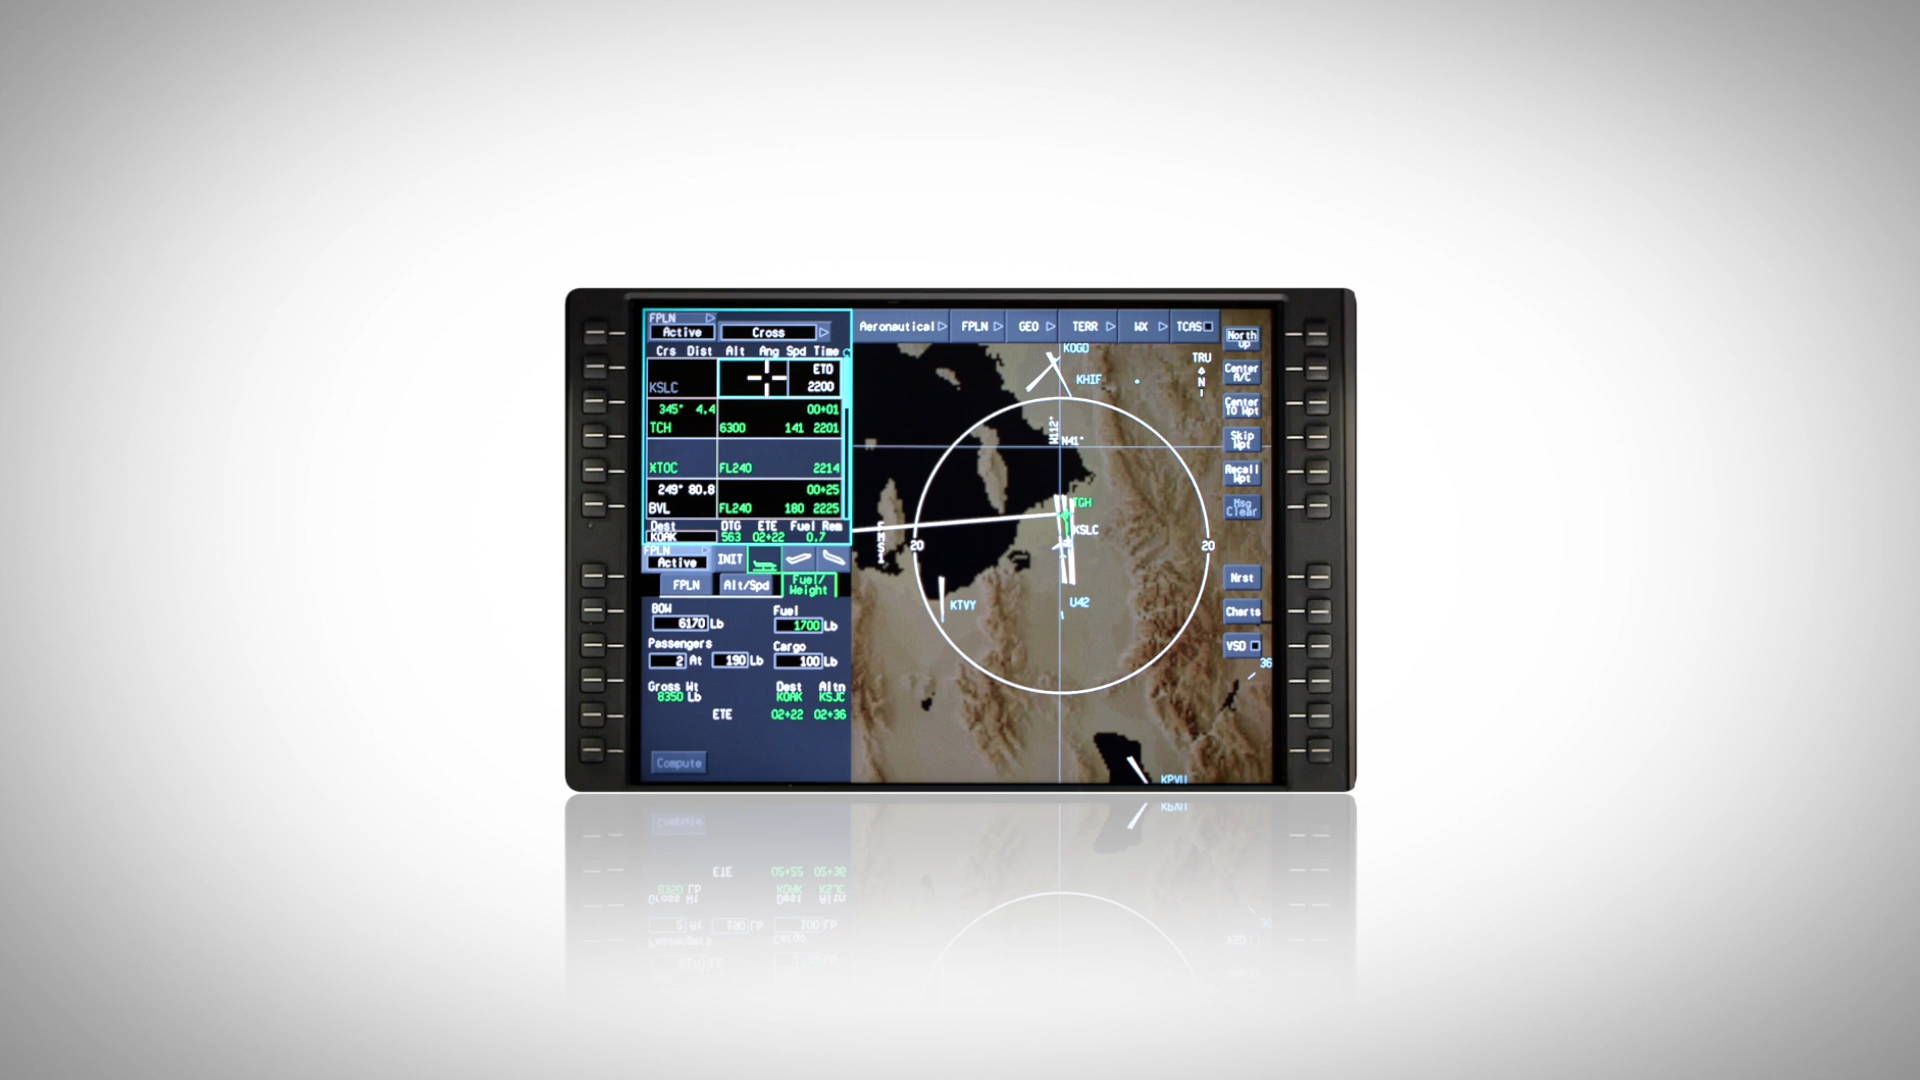 FPLN
Active Cross
Crs Dist Alt Ang Spd Time
KSLC ETD 2200
345° 4.4 00+01
TCH 6300 141 2201
XTOC FL240 2214
249° 80.8 00+25
BVL FL240 180 2225
Dest DTG ETE Fuel Rem
KOAK 563 02+22 0.7
FPLN
Active INIT
FPLN Alt/Spd Fuel/Weight
BOW Fuel
6170 Lb 1700 Lb
Passengers Cargo
2 At 190 Lb 100 Lb
Gross Wt Dest Altn
8350 Lb KOAK KSJC
ETE 02+22 02+36
Compute
Aeronautical FPLN GEO TERR WX TCAS
KOGD
KHIF
TRU
N
W112°
N41°
TCH
KSLC
20 20
KTVY
U42
36
KPVU
North Up
Center A/C
Center TO Wpt
Skip Wpt
Recall Wpt
Msg Clear
Nrst
Charts
VSD